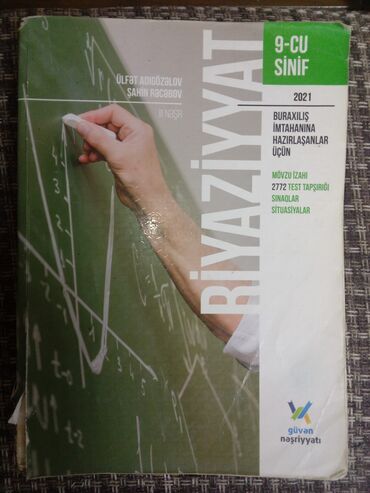 ÜLFƏT ADIGÖZƏLOV
ŞAHİN RƏCƏBOV
II NƏŞR
RİYAZİYYAT
9-CU
SİNİF
2021
BURAXILIŞ
İMTAHANINA
HAZIRLAŞANLAR
ÜÇÜN
MÖVZU İZAHI
2772 TEST TAPŞIRIĞI
SINAQLAR
SİTUASİYALAR
güvən
nəşriyyatı